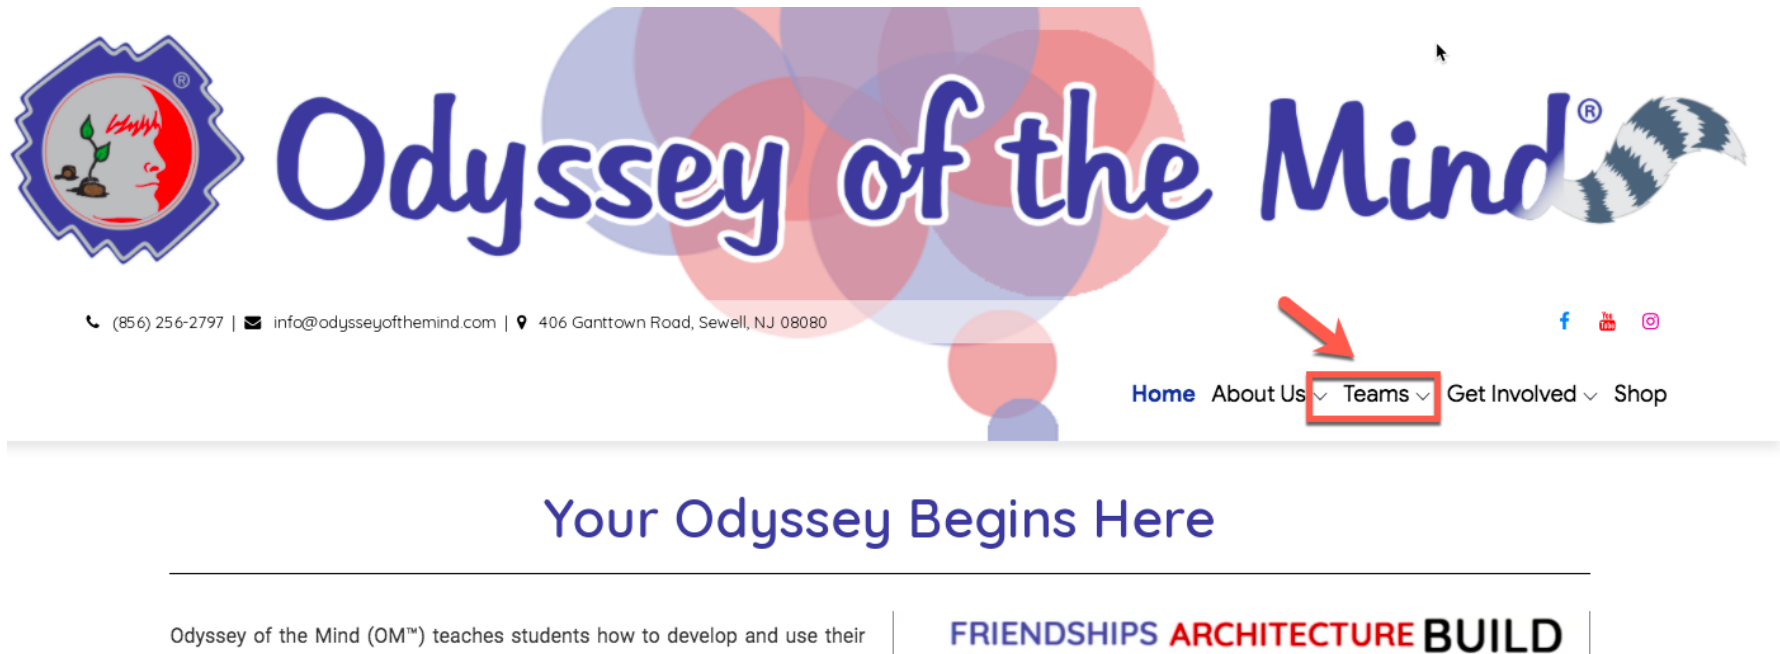 Odyssey of the Mind®
®
(856) 256-2797 | info@odysseyofthemind.com | 406 Ganttown Road, Sewell, NJ 08080
You Tube
Home About Us Teams Get Involved Shop
Your Odyssey Begins Here
Odyssey of the Mind (OM™) teaches students how to develop and use their
FRIENDSHIPS ARCHITECTURE BUILD